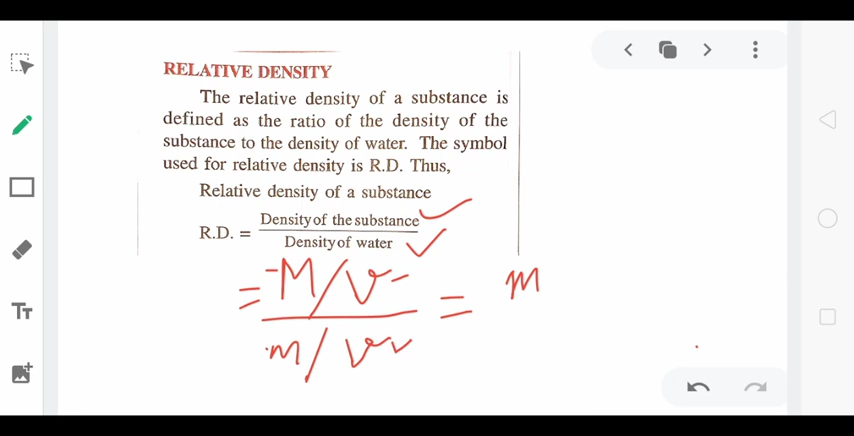 RELATIVE DENSITY
The relative density of a substance is
defined as the ratio of the density of the
substance to the density of water. The symbol
used for relative density is R.D. Thus,
Relative density of a substance
R.D. = Density of the substance
Density of water
= M/V = m
m/V
TT